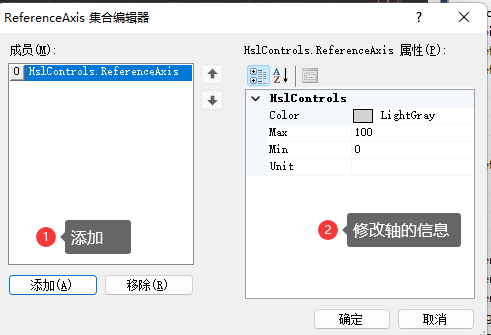 ReferenceAxis 集合编辑器
成员(M):
0 HslControls.ReferenceAxis
1 添加
添加(A) 移除(R)
HslControls.ReferenceAxis 属性(P):
HslControls
Color LightGray
Max 100
Min 0
Unit
2 修改轴的信息
确定 取消